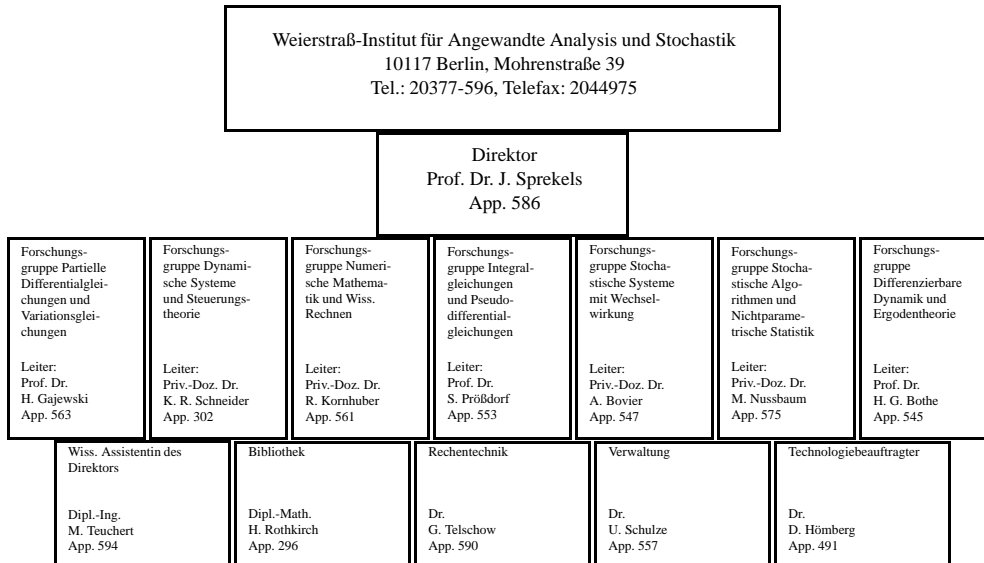 Weierstraß-Institut für Angewandte Analysis und Stochastik
10117 Berlin, Mohrenstraße 39
Tel.: 20377-596, Telefax: 2044975
Direktor
Prof. Dr. J. Sprekels
App. 586
Forschungs-
gruppe Partielle
Differentialglei-
chungen und
Variationsglei-
chungen
Leiter:
Prof. Dr.
H. Gajewski
App. 563
Forschungs-
gruppe Dynami-
sche Systeme
und Steuerungs-
theorie
Leiter:
Priv.-Doz. Dr.
K. R. Schneider
App. 302
Forschungs-
gruppe Numeri-
sche Mathema-
tik und Wiss.
Rechnen
Leiter:
Priv.-Doz. Dr.
R. Kornhuber
App. 561
Forschungs-
gruppe Integral-
gleichungen
und Pseudo-
differential-
gleichungen
Leiter:
Prof. Dr.
S. Prößdorf
App. 553
Forschungs-
gruppe Stocha-
stische Systeme
mit Wechsel-
wirkung
Leiter:
Priv.-Doz. Dr.
A. Bovier
App. 547
Forschungs-
gruppe Stocha-
stische Algo-
rithmen und
Nichtparame-
trische Statistik
Leiter:
Priv.-Doz. Dr.
M. Nussbaum
App. 575
Forschungs-
gruppe
Differenzierbare
Dynamik und
Ergodentheorie
Leiter:
Prof. Dr.
H. G. Bothe
App. 545
Wiss. Assistentin des
Direktors
Dipl.-Ing.
M. Teuchert
App. 594
Bibliothek
Dipl.-Math.
H. Rothkirch
App. 296
Rechentechnik
Dr.
G. Telschow
App. 590
Verwaltung
Dr.
U. Schulze
App. 557
Technologiebeauftragter
Dr.
D. Hömberg
App. 491